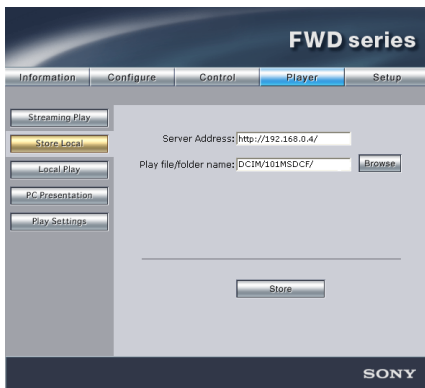 FWD series
Information Configure Control Player Setup
Streaming Play
Store Local
Local Play
PC Presentation
Play Settings
Server Address: http://192.168.0.4/
Play file/folder name: DCIM/101MSDCF/ Browse
Store
SONY